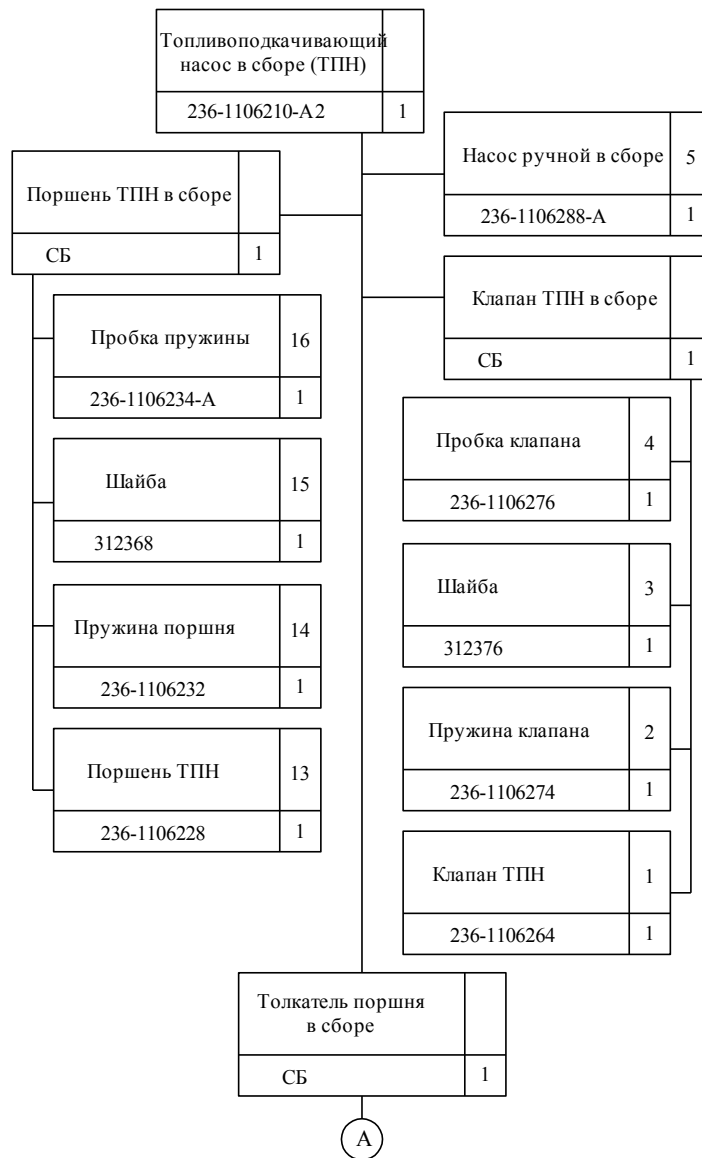 Топливоподкачивающий
насос в сборе (ТПН)
236-1106210-А2
1
Насос ручной в сборе
5
236-1106288-А
1
Поршень ТПН в сборе
СБ
1
Клапан ТПН в сборе
СБ
1
Пробка пружины
16
236-1106234-А
1
Шайба
15
312368
1
Пружина поршня
14
236-1106232
1
Поршень ТПН
13
236-1106228
1
Пробка клапана
4
236-1106276
1
Шайба
3
312376
1
Пружина клапана
2
236-1106274
1
Клапан ТПН
1
236-1106264
1
Толкатель поршня
в сборе
СБ
1
А